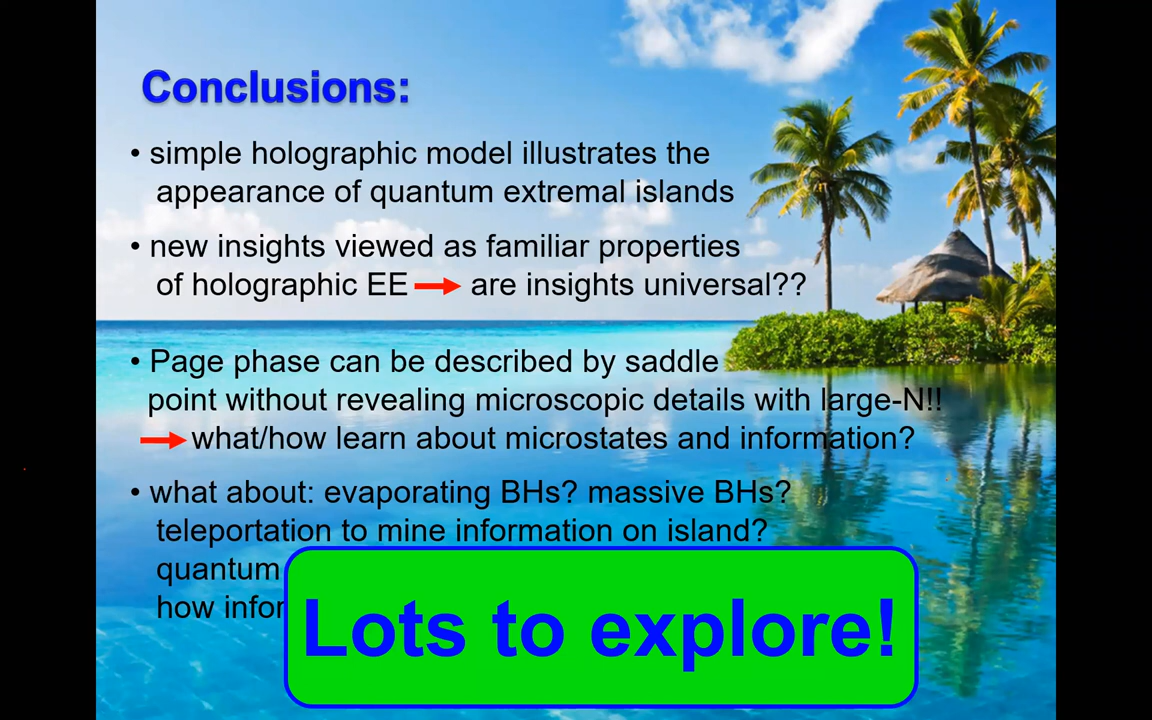 Conclusions:
• simple holographic model illustrates the
appearance of quantum extremal islands
• new insights viewed as familiar properties
of holographic EE → are insights universal??
• Page phase can be described by saddle
point without revealing microscopic details with large-N!!
→ what/how learn about microstates and information?
• what about: evaporating BHs? massive BHs?
teleportation to mine information on island?
quantum
how
Lots to explore!